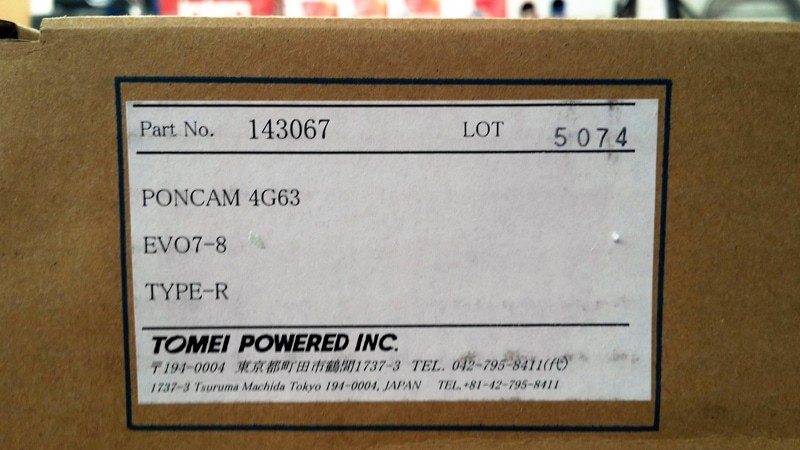 Part No. 143067 LOT 5074
PONCAM 4G63
EVO7-8
TYPE-R
TOMEI POWERED INC.
〒194-0004 東京都町田市鶴間1737-3 TEL. 042-795-8411(代)
1737-3 Tsuruma Machida Tokyo 194-0004, JAPAN TEL.+81-42-795-8411